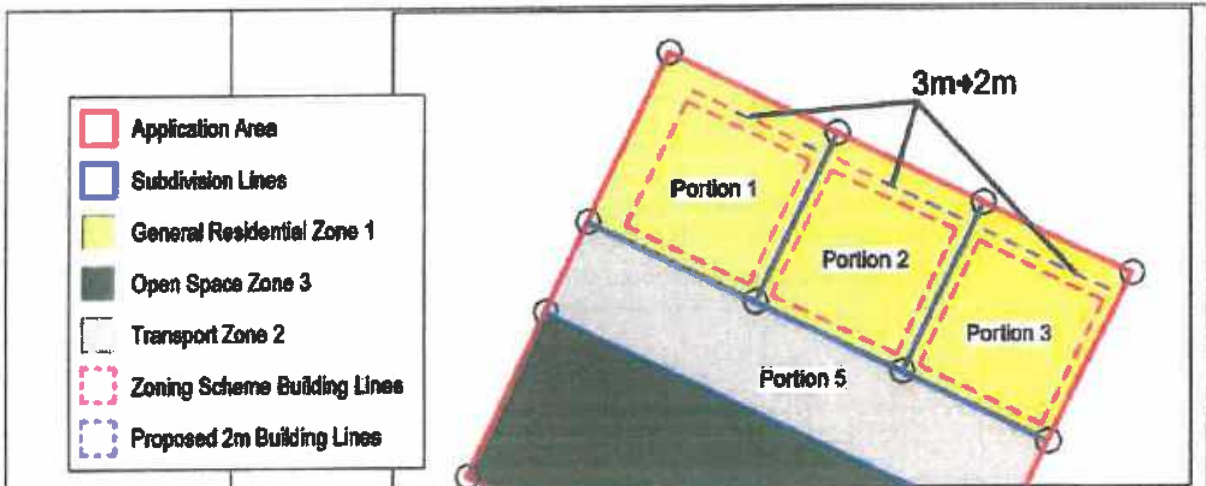 3m→2m
Application Area
Subdivision Lines
General Residential Zone 1
Open Space Zone 3
Transport Zone 2
Zoning Scheme Building Lines
Proposed 2m Building Lines
Portion 1
Portion 2
Portion 3
Portion 5